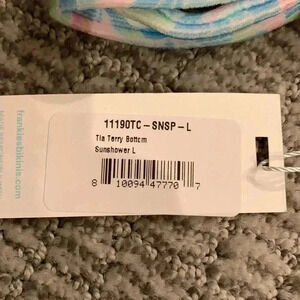 frankiesbikinis.com
11190TC-SNSP-L
Tia Terry Bottom
Sunshower L
8 10094 47770 7